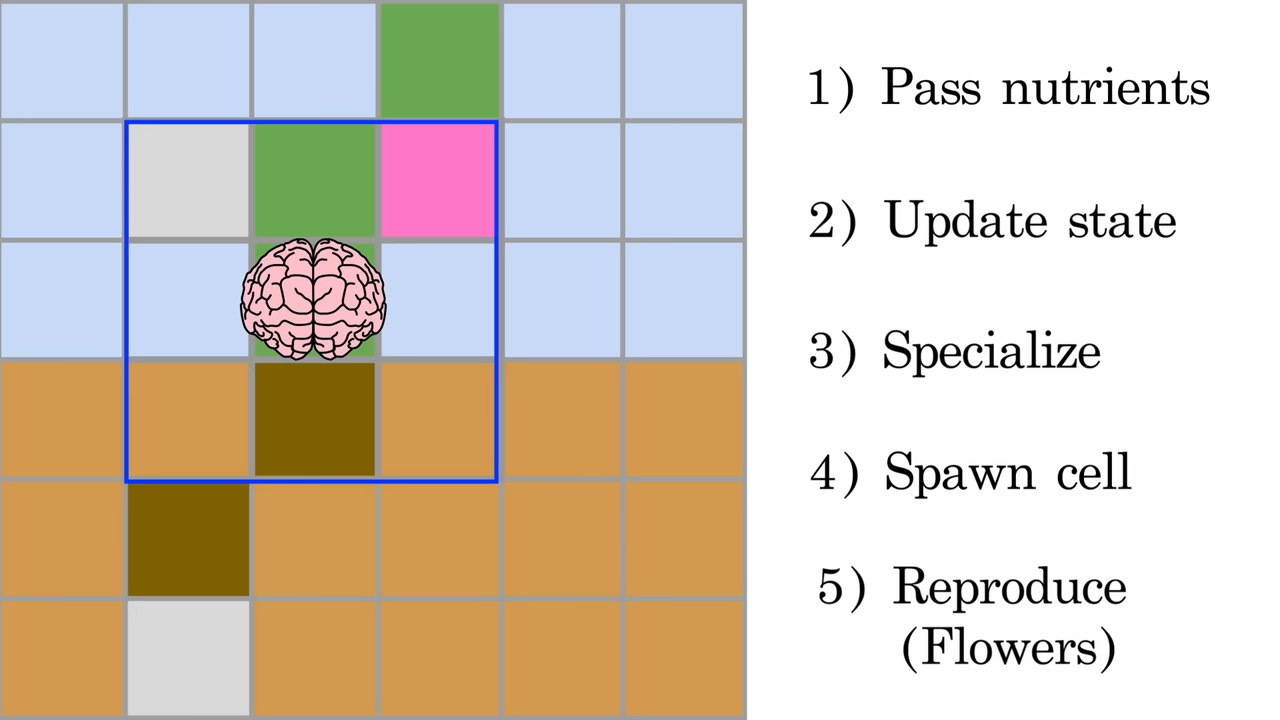 1) Pass nutrients
2) Update state
3) Specialize
4) Spawn cell
5) Reproduce
(Flowers)